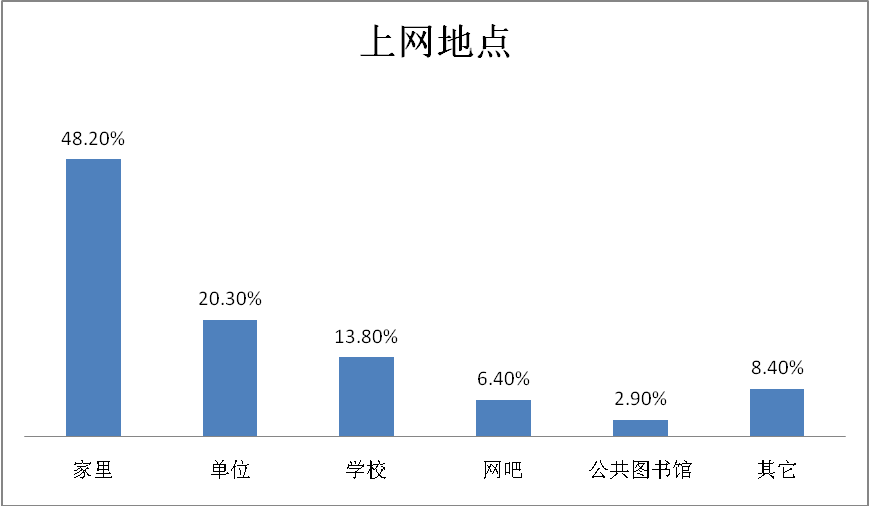 上网地点
48.20%
20.30%
13.80%
6.40%
2.90%
8.40%
家里
单位
学校
网吧
公共图书馆
其它